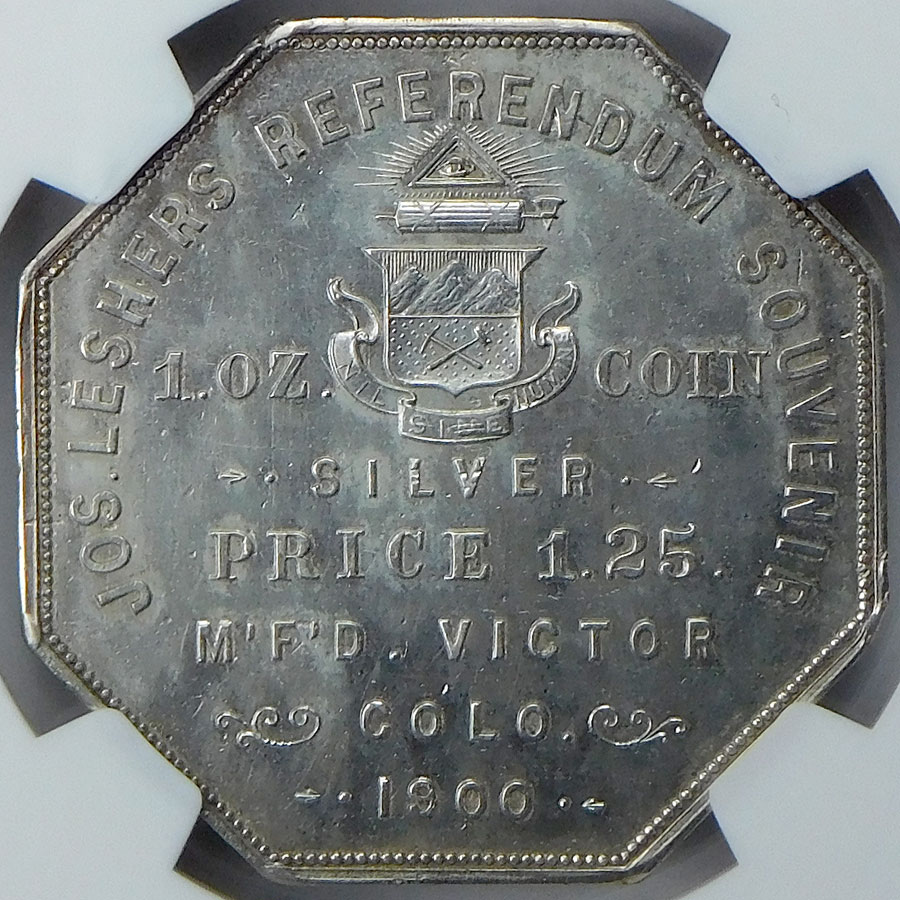 JOS. LESHERS REFERENDUM SOUVENIR
1.OZ. COIN
NIL SINE NUMINE
SILVER
PRICE 1.25.
M'F'D. VICTOR
COLO.
1900